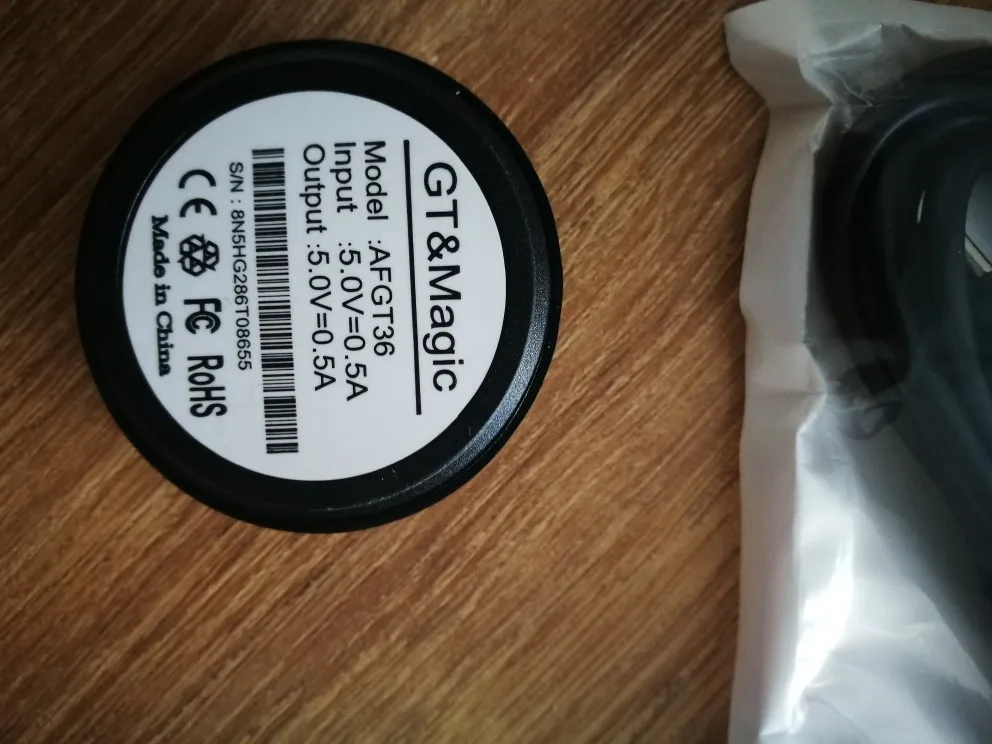 GT&Magic
Model :AFGT36
Input :5.0V=0.5A
Output :5.0V=0.5A
S/N : 8N5HG286T08655
CE FC RoHS
Made in China